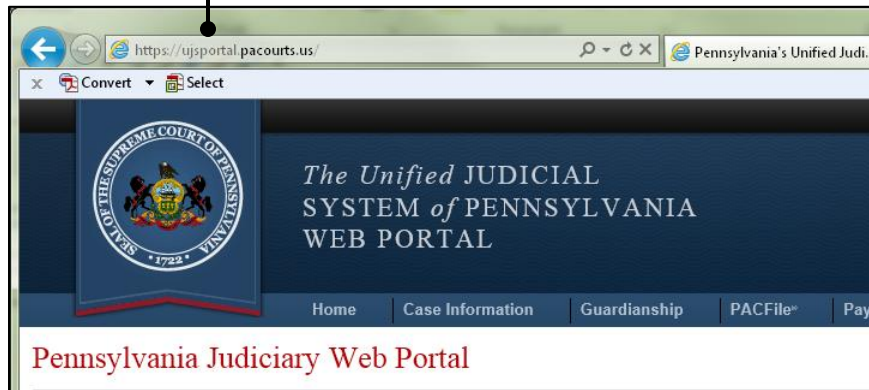 https://ujsportal.pacourts.us/
Pennsylvania's Unified Judi...
x Convert Select
SEAL OF THE SUPREME COURT OF PENNSYLVANIA
1722
The Unified JUDICIAL
SYSTEM of PENNSYLVANIA
WEB PORTAL
Home Case Information Guardianship PACFile Pay
Pennsylvania Judiciary Web Portal